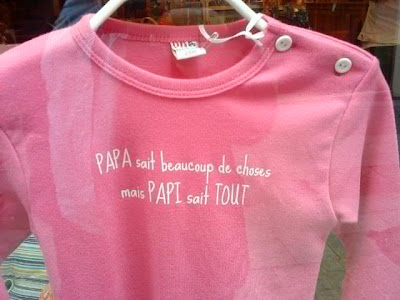 PAPA sait beaucoup de choses
mais PAPI sait TOUT